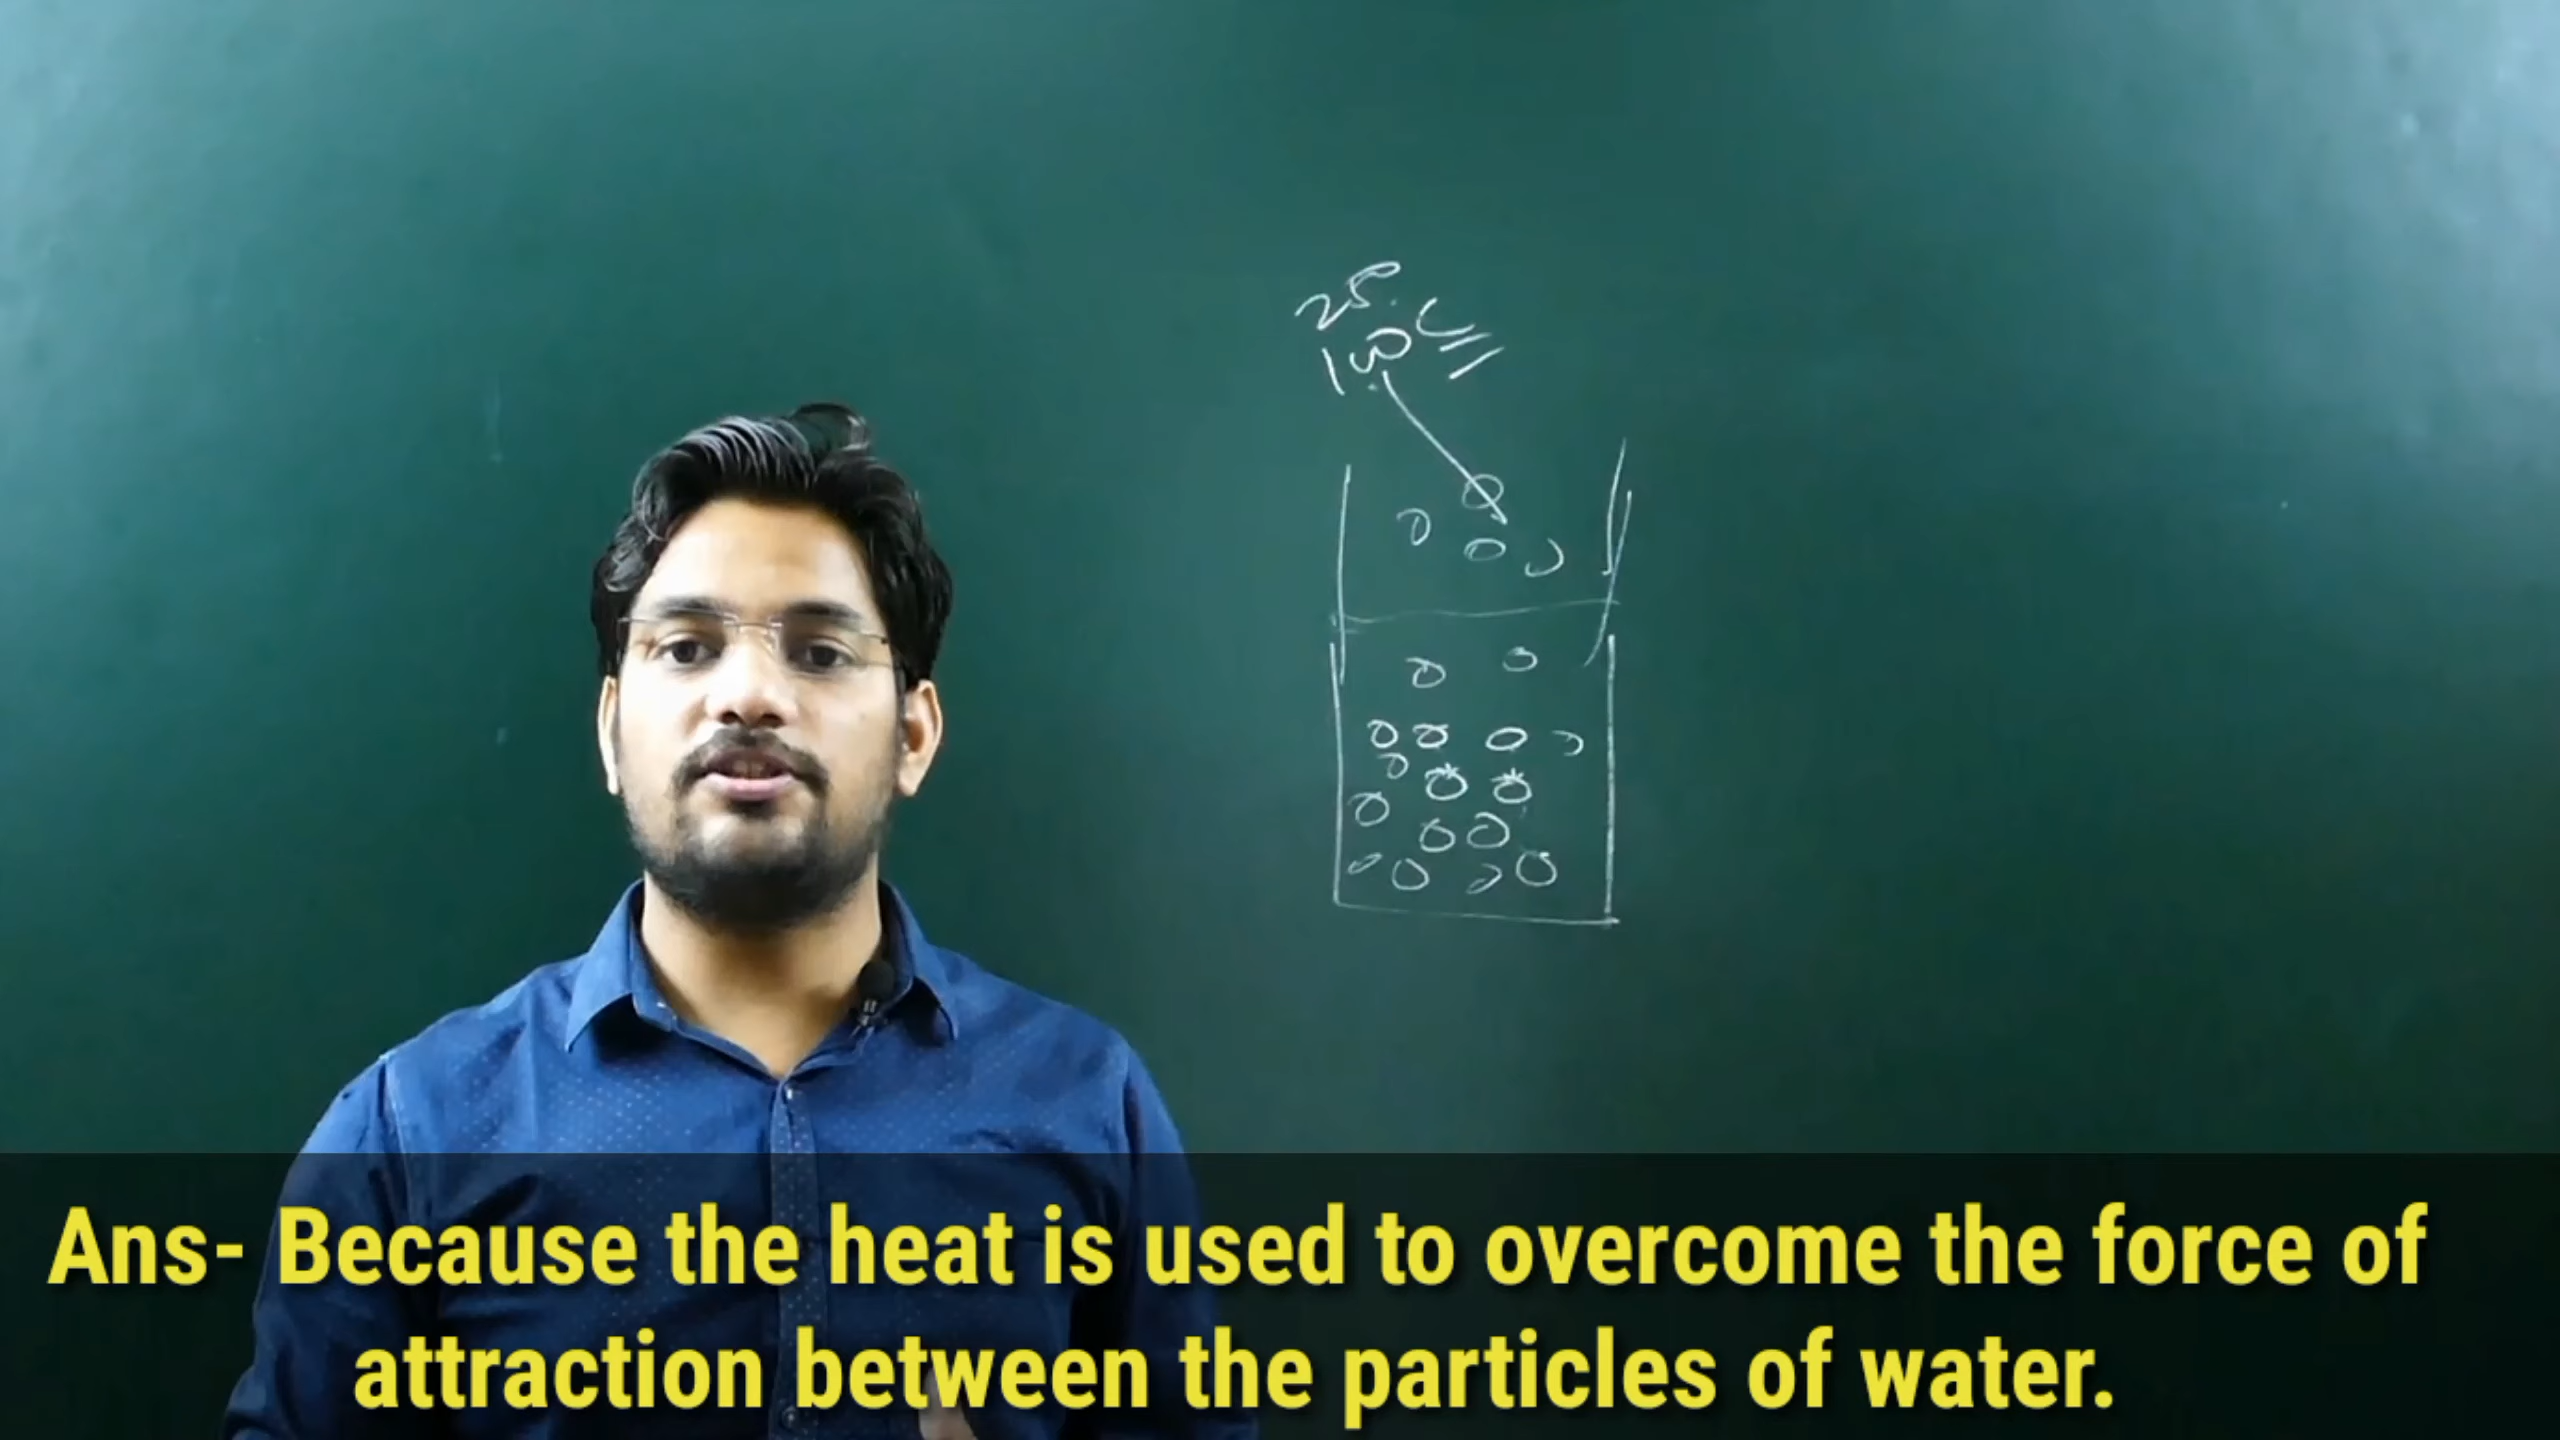 Ans- Because the heat is used to overcome the force of
attraction between the particles of water.